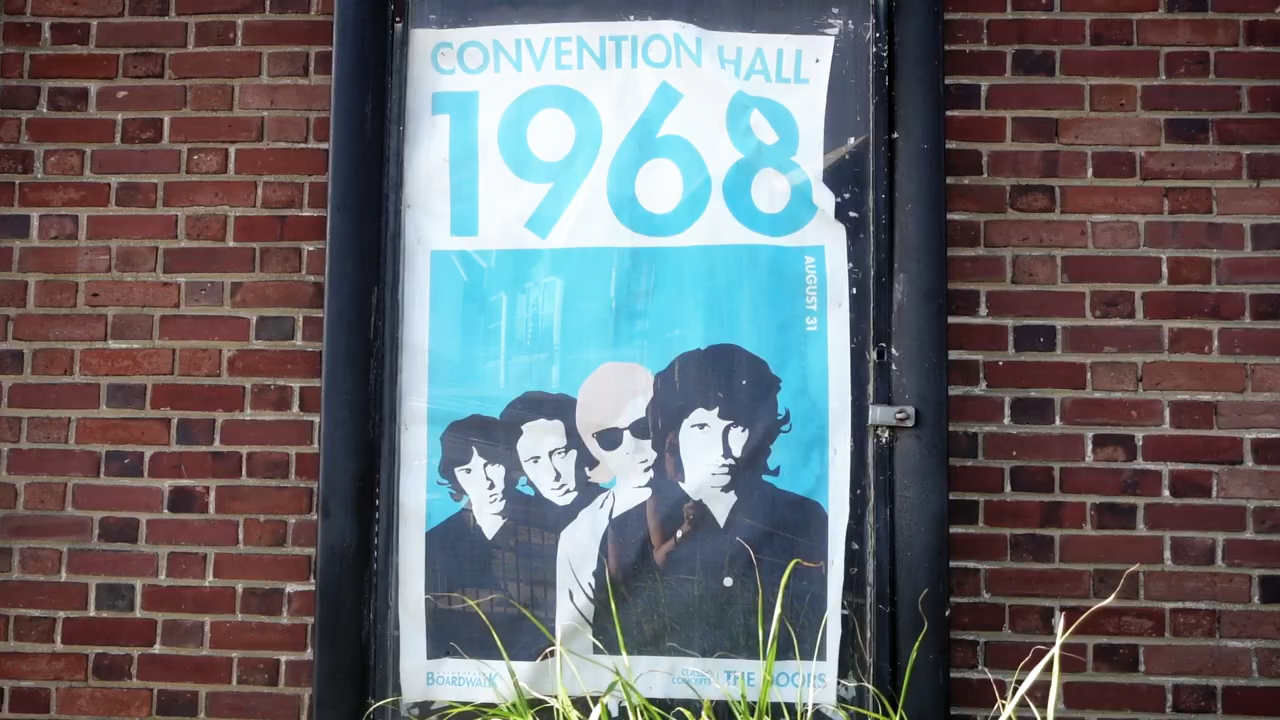 CONVENTION HALL
1968
AUGUST 31
BOARDWALK
CLASSIC
CONCERTS
THE DOORS